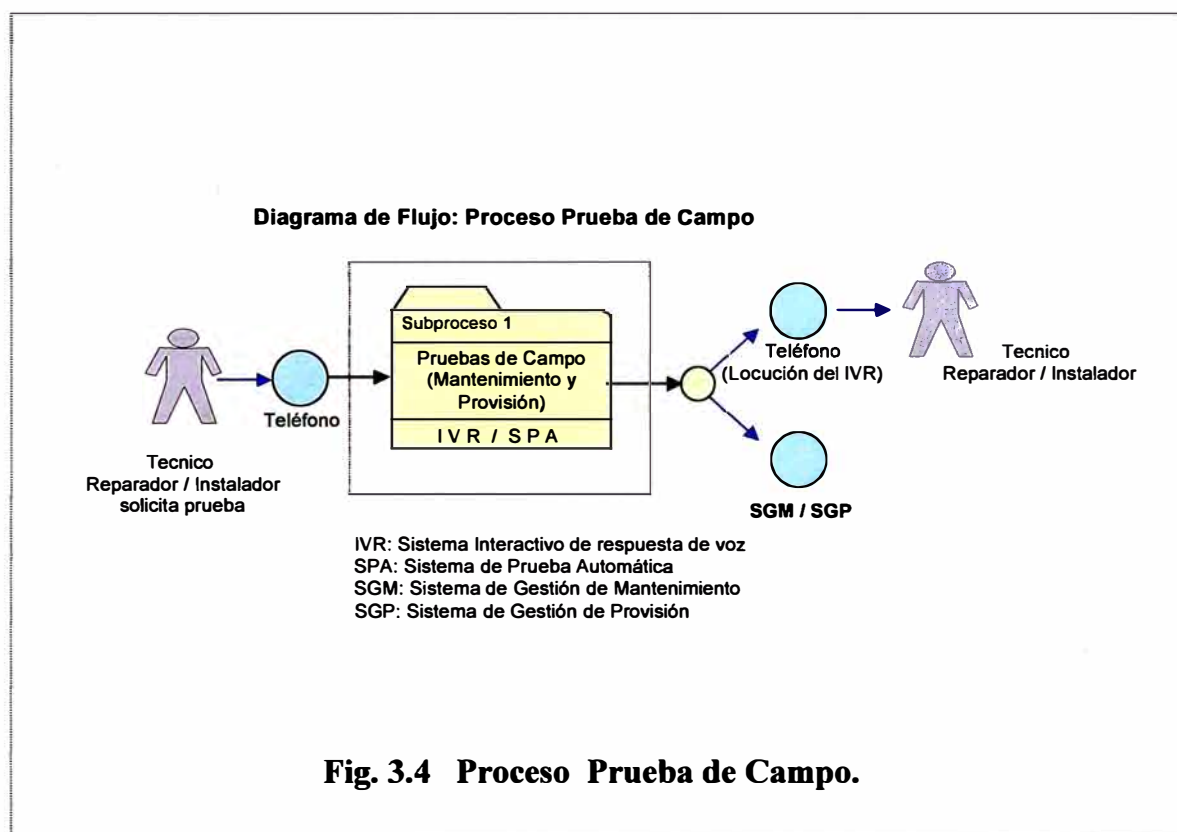 Diagrama de Flujo: Proceso Prueba de Campo
Subproceso 1
Pruebas de Campo
(Mantenimiento y
Provisión)
I V R / S P A
Teléfono
Tecnico
Reparador / Instalador
solicita prueba
Teléfono
(Locución del IVR)
Tecnico
Reparador / Instalador
SGM / SGP
IVR: Sistema Interactivo de respuesta de voz
SPA: Sistema de Prueba Automática
SGM: Sistema de Gestión de Mantenimiento
SGP: Sistema de Gestión de Provisión
Fig. 3.4 Proceso Prueba de Campo.